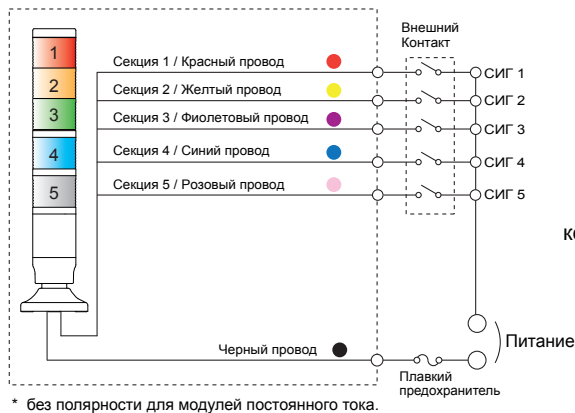 Внешний
Контакт
1
Секция 1 / Красный провод
СИГ 1
2
Секция 2 / Желтый провод
СИГ 2
3
Секция 3 / Фиолетовый провод
СИГ 3
4
Секция 4 / Синий провод
СИГ 4
5
Секция 5 / Розовый провод
СИГ 5
Черный провод
Питание
Плавкий
предохранитель
* без полярности для модулей постоянного тока.